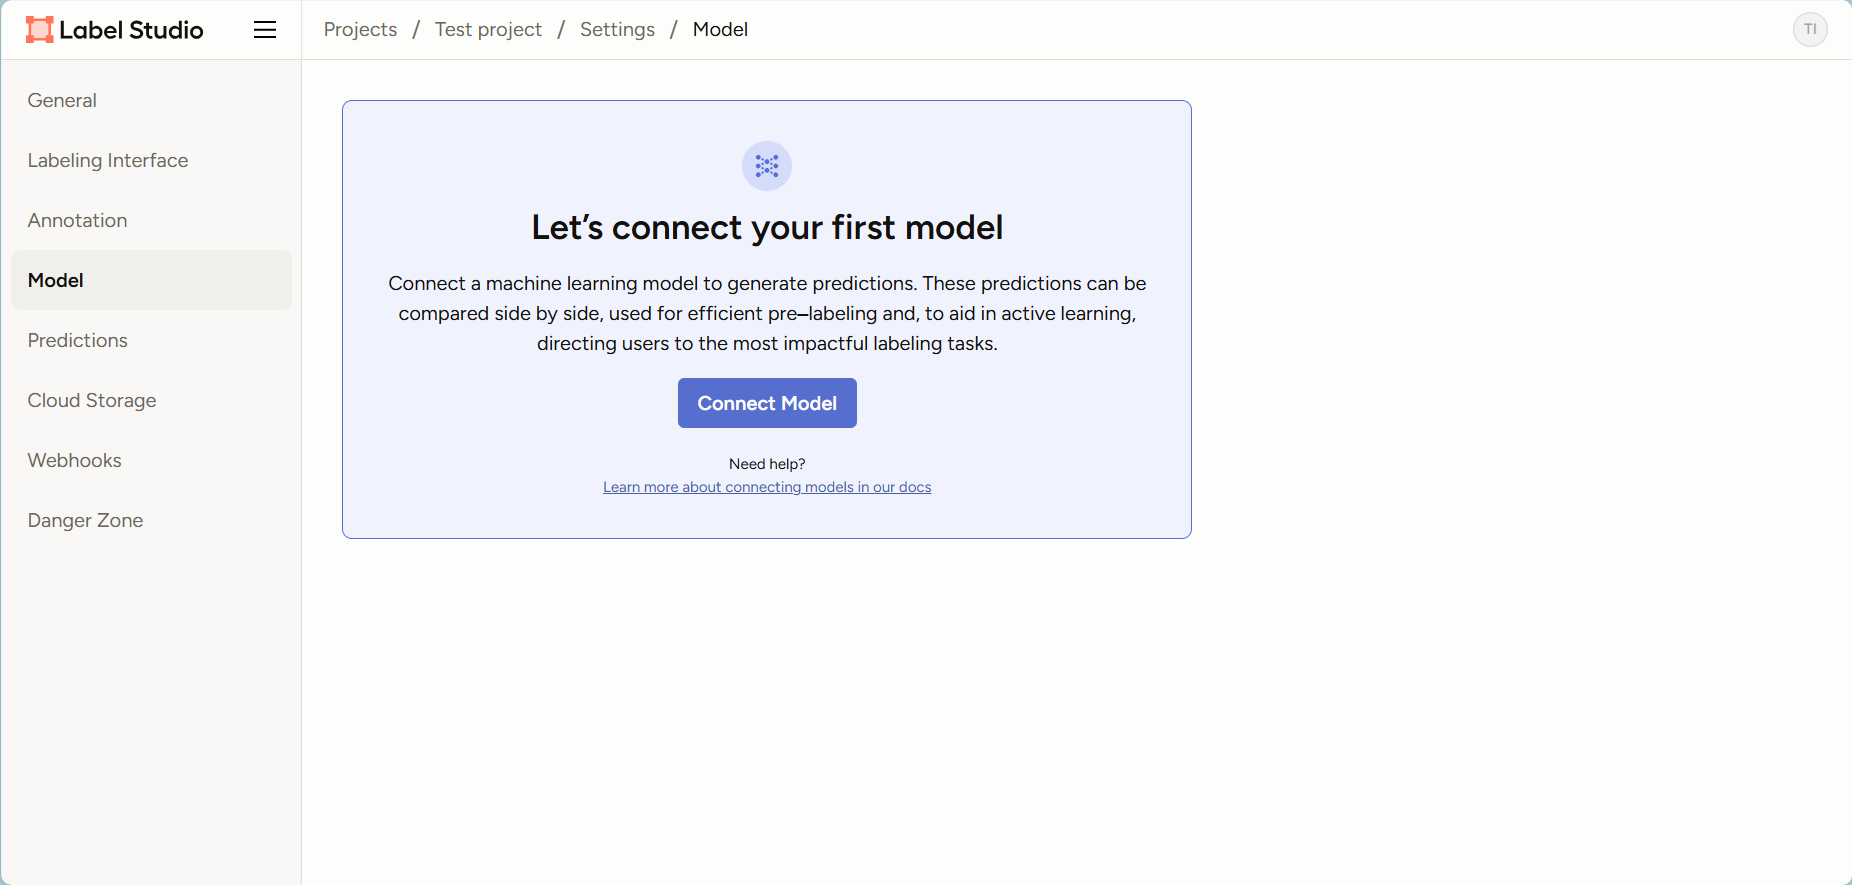 Label Studio
Projects / Test project / Settings / Model
TI
General
Labeling Interface
Annotation
Model
Predictions
Cloud Storage
Webhooks
Danger Zone
Let’s connect your first model
Connect a machine learning model to generate predictions. These predictions can be
compared side by side, used for efficient pre–labeling and, to aid in active learning,
directing users to the most impactful labeling tasks.
Connect Model
Need help?
Learn more about connecting models in our docs